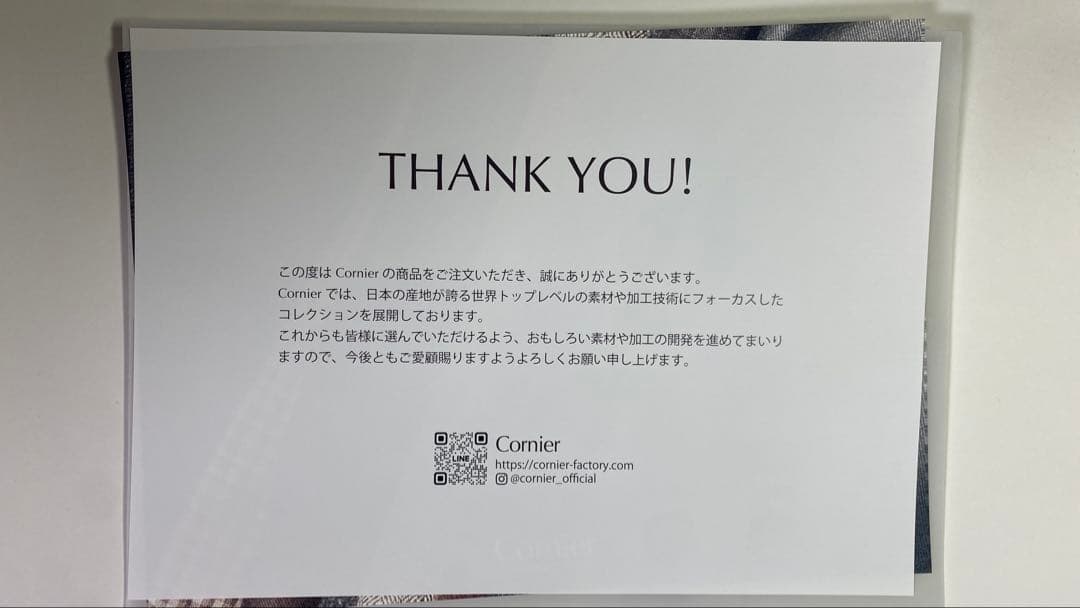 THANK YOU!
この度は Cornier の商品をご注文いただき、誠にありがとうございます。
Cornier では、日本の産地が誇る世界トップレベルの素材や加工技術にフォーカスした
コレクションを展開しております。
これからも皆様に選んでいただけるよう、おもしろい素材や加工の開発を進めてまいり
ますので、今後ともご愛顧賜りますようよろしくお願い申し上げます。
LINE
Cornier
https://cornier-factory.com
@cornier_official